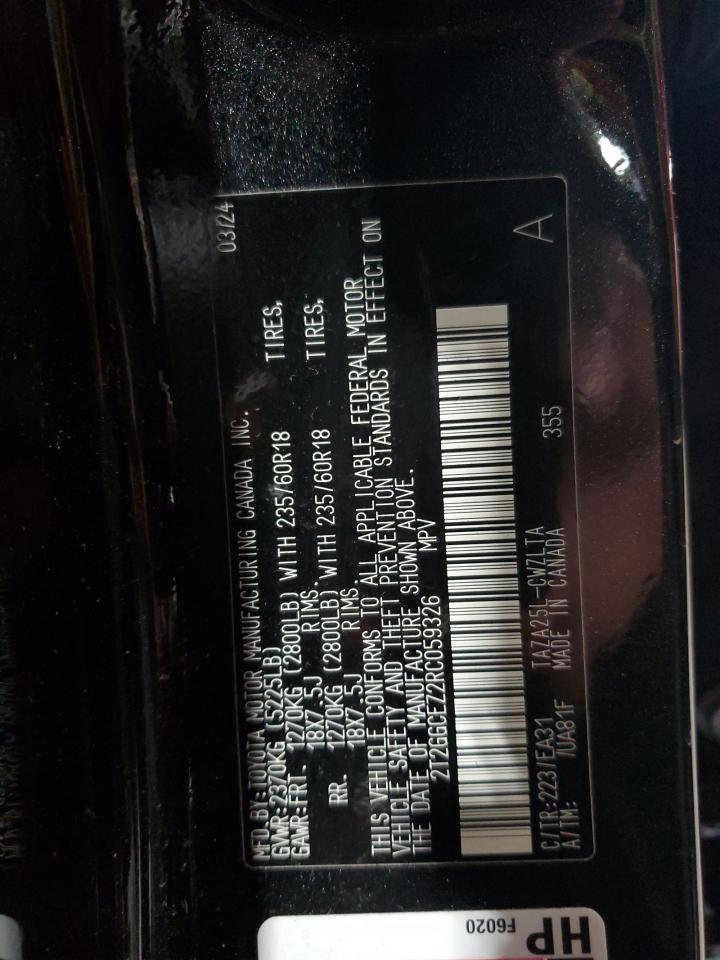 MFD.BY:TOYOTA MOTOR MANUFACTURING CANADA INC. 03/24
GVWR:2370KG (5225LB)
GAWR:FRT. 1270KG (2800LB) WITH 235/60R18 TIRES,
18X7.5J RIMS.
RR. 1270KG (2800LB) WITH 235/60R18 TIRES,
18X7.5J RIMS.
THIS VEHICLE CONFORMS TO ALL APPLICABLE FEDERAL MOTOR
VEHICLE SAFETY AND THEFT PREVENTION STANDARDS IN EFFECT ON
THE DATE OF MANUFACTURE SHOWN ABOVE.
2T2GGCEZ2RC059326 MPV
C/TR:223 /EA31 TAZA25L-CWZLTA A
A/TM: /UA81F MADE IN CANADA 355
HP
F6020